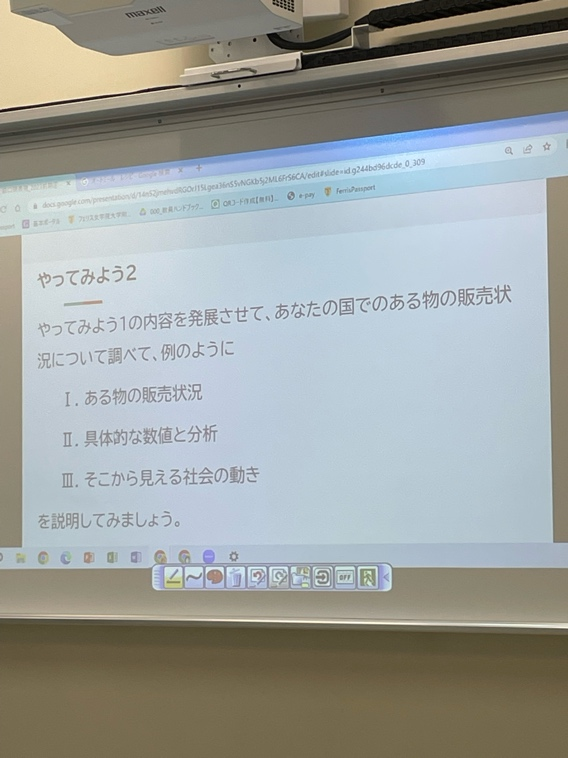 maxell
docs.google.com/presentation/d/
QRコード作成【無料】...
e-pay
FerrisPassport
やってみよう2
やってみよう1の内容を発展させて、あなたの国でのある物の販売状
況について調べて、例のように
Ⅰ. ある物の販売状況
Ⅱ. 具体的な数値と分析
Ⅲ. そこから見える社会の動き
を説明してみましょう。
OFF